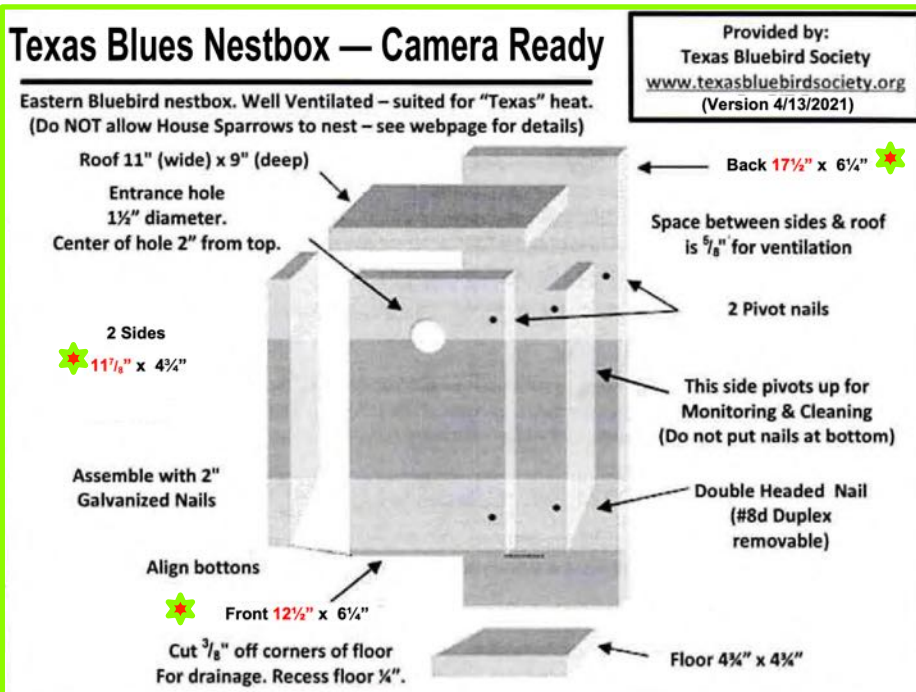 Texas Blues Nestbox — Camera Ready
Provided by:
Texas Bluebird Society
www.texasbluebirdsociety.org
(Version 4/13/2021)
Eastern Bluebird nestbox. Well Ventilated – suited for "Texas" heat.
(Do NOT allow House Sparrows to nest – see webpage for details)
Roof 11" (wide) x 9" (deep)
Back 17½" x 6¼"
Entrance hole
1½" diameter.
Center of hole 2" from top.
Space between sides & roof
is ⁵/₈" for ventilation
2 Pivot nails
2 Sides
11⁷/₈" x 4¾"
This side pivots up for
Monitoring & Cleaning
(Do not put nails at bottom)
Assemble with 2"
Galvanized Nails
Double Headed Nail
(#8d Duplex
removable)
Align bottons
Front 12½" x 6¼"
Cut ³/₈" off corners of floor
For drainage. Recess floor ¼".
Floor 4¾" x 4¾"